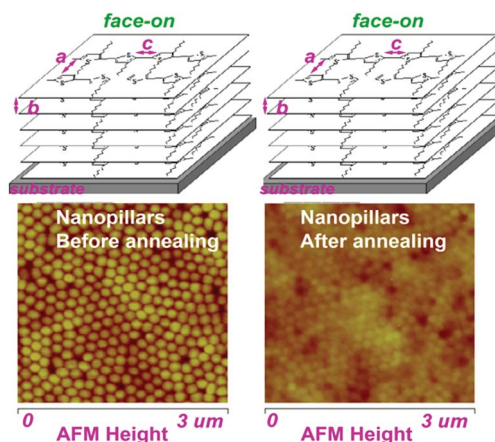 face-on
face-on
a
c
b
a
c
b
substrate
substrate
Nanopillars
Before annealing
Nanopillars
After annealing
0
3 um
AFM Height
0
3 um
AFM Height